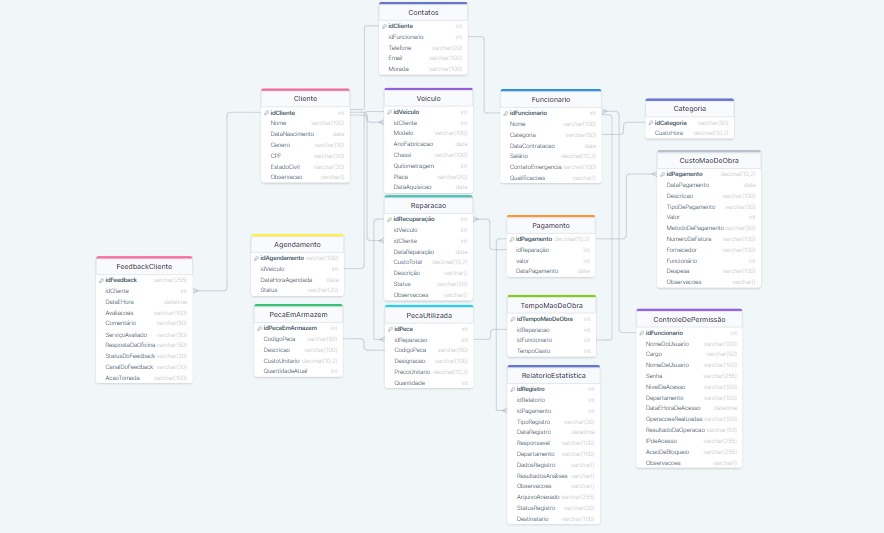 Contatos
idCliente int
idFuncionario int
Telefone varchar(20)
Email varchar(100)
Morada varchar(100)
Cliente
idCliente int
Nome varchar(100)
DataNascimento date
Genero varchar(10)
CPF varchar(20)
EstadoCivil varchar(20)
Observacoes varchar()
Veiculo
idVeiculo int
idCliente int
Modelo varchar(100)
AnoFabricacao date
Chassi varchar(100)
Quilometragem int
Placa varchar(20)
DataAquisicao date
Funcionario
idFuncionario int
Nome varchar(100)
Categoria varchar(50)
DataContratacao date
Salário decimal(10,2)
ContatoEmergencia varchar(100)
Qualificacoes varchar()
Categoria
idCategoria varchar(50)
CustoHora decimal(10,2)
CustoMaoDeObra
idPagamento decimal(10,2)
DataPagamento date
Descricao varchar(100)
TipoDePagamento varchar(50)
Valor int
MetodoDePagamento varchar(50)
NumeroDaFatura varchar(100)
Fornecedor varchar(100)
Funcionário int
Despesa varchar(100)
Observacoes varchar()
Reparacao
idRecuperação int
idVeiculo int
idCliente int
DataReparação date
CustoTotal decimal(10,2)
Descrição varchar()
Status varchar(20)
Observacoes varchar()
Pagamento
idPagamento decimal(10,2)
idReparação int
valor int
DataPagamento date
Agendamento
idAgendamento varchar(100)
idVeiculo int
DataHoraAgendada date
Status varchar(20)
FeedbackCliente
idFeedback varchar(255)
idCliente int
DataEHora datetime
Avaliacoes varchar(100)
Comentário varchar(50)
ServiçoAvaliado varchar(50)
RespostaDaOficina varchar(50)
StatusDoFeedback varchar(20)
CanalDoFeedback varchar(20)
AcaoTomada varchar(100)
PecaEmArmazem
idPecaEmArmazem int
CodigoPeca varchar(50)
Descricao varchar(100)
CustoUnitario decimal(10,2)
QuantidadeAtual int
PecaUtilizada
idPeca int
idReparacao int
CodigoPeca varchar(50)
Designacao varchar(100)
PrecoUnitario decimal(10,2)
Quantidade int
TempoMaoDeObra
idTempoMaoDeObra int
idReparacao int
idFuncionario int
TempoGasto int
ControleDePermissão
idFuncionario int
NomeDoUsuario varchar(100)
Cargo varchar(50)
NomeDeUsuario varchar(100)
Senha varchar(255)
NivelDeAcesso varchar(100)
Departamento varchar(100)
DataEHoraDeAcesso datetime
OperacoesRealizadas varchar(100)
ResultadoDaOperacao varchar(50)
IPdeAcesso varchar(255)
AcaoDeBloqueio varchar(255)
Observacoes varchar()
RelatorioEstatistica
idRegistro int
idRelatorio int
idPagamento int
TipoRegistro varchar(20)
DataRegistro datetime
Responsavel varchar(100)
Departamento varchar(100)
DadosRegistro varchar()
ResultadosAnálises varchar()
Observacoes varchar()
ArquivoAnexado varchar(255)
StatusRegistro varchar(20)
Destinatario varchar(100)